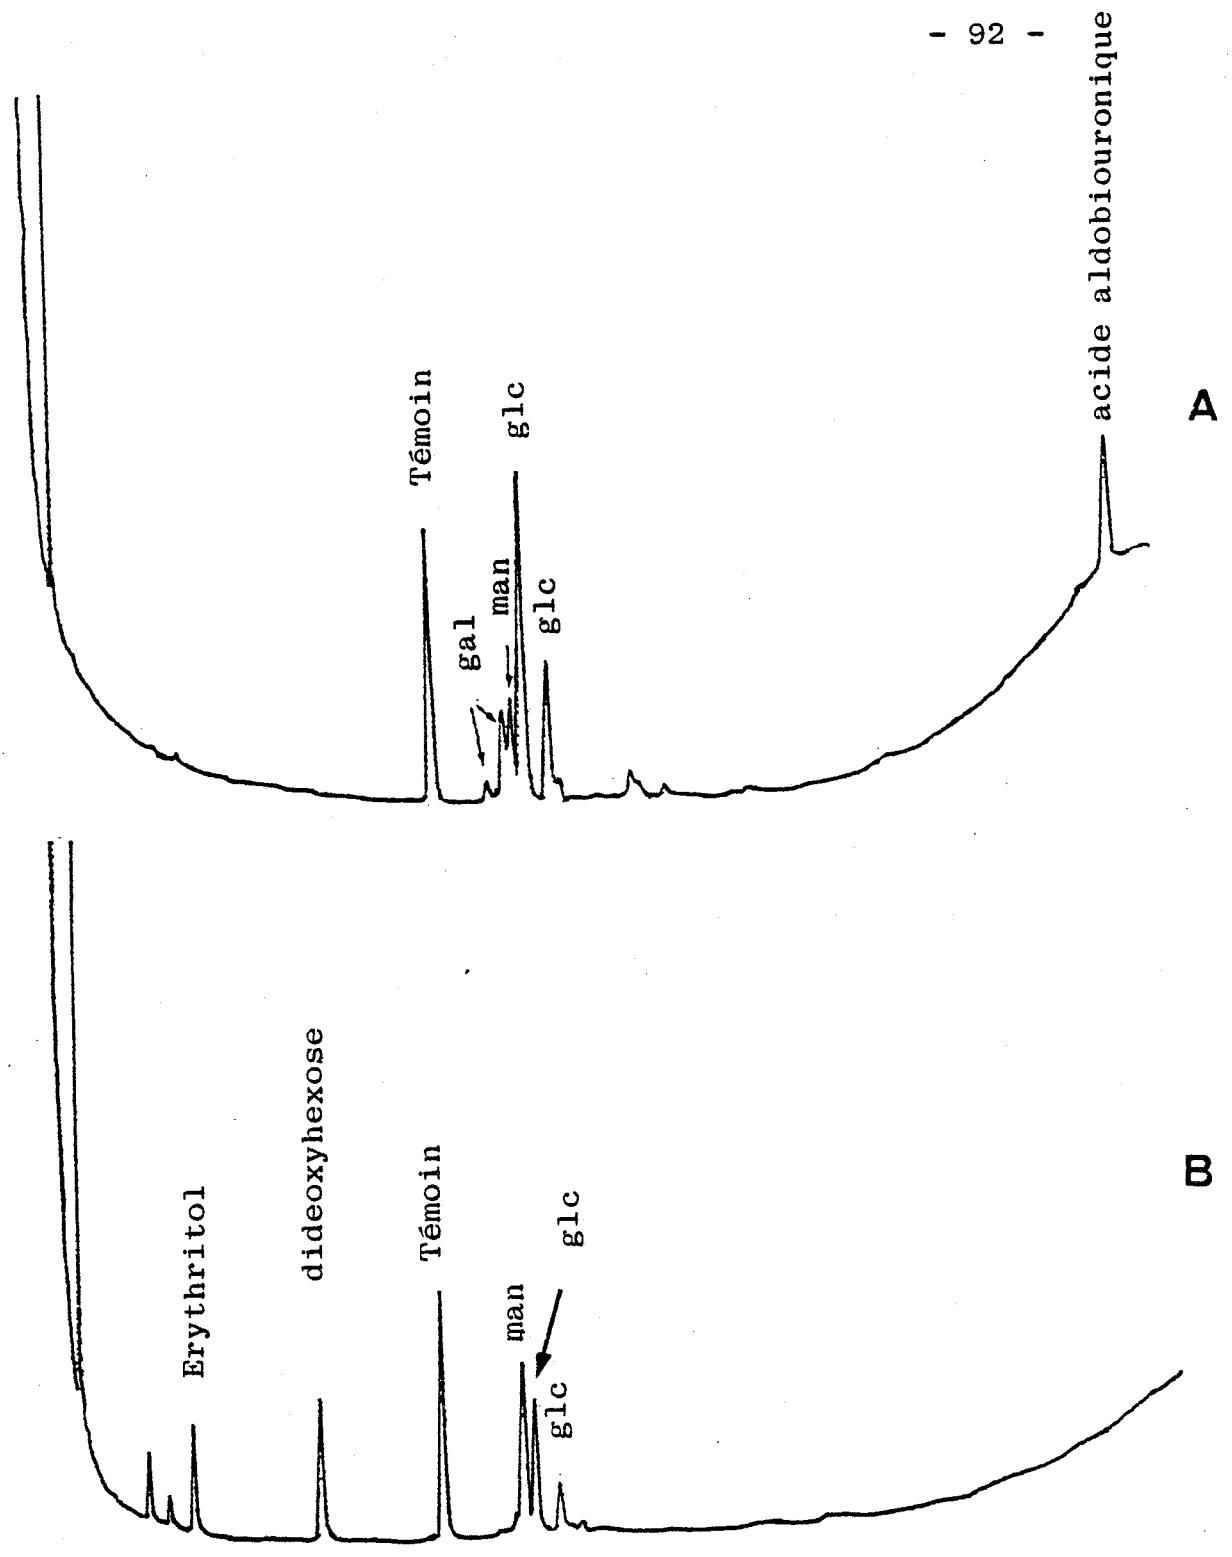 - 92 -
acide aldobiouronique
A
Témoin
glc
gal
man
glc
B
Erythritol
dideoxyhexose
Témoin
man
glc
glc